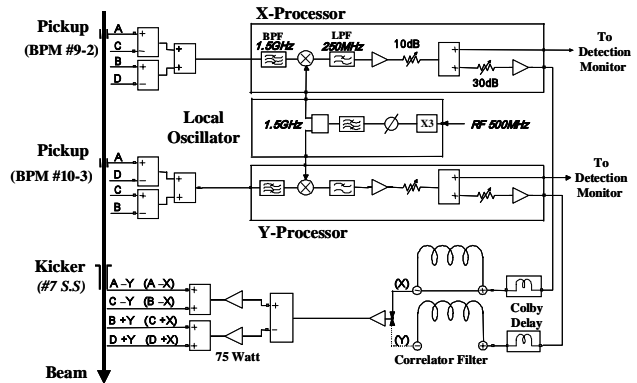 X-Processor
Pickup
(BPM #9-2)
A
C
B
D
+
−
+
−
+
+
BPF
1.5GHz
LPF
250MHz
10dB
+
+
30dB
To
Detection
Monitor
Local
Oscillator
1.5GHz
X3
RF 500MHz
Pickup
(BPM #10-3)
A
D
C
B
+
−
+
−
+
+
+
+
To
Detection
Monitor
Y-Processor
Kicker
(#7 S.S)
A −Y (A −X)
C −Y (B −X)
B +Y (C +X)
D +Y (D +X)
+
+
+
+
75 Watt
+
−
(X)
(Y)
−
+
−
+
Colby
Delay
Correlator Filter
Beam